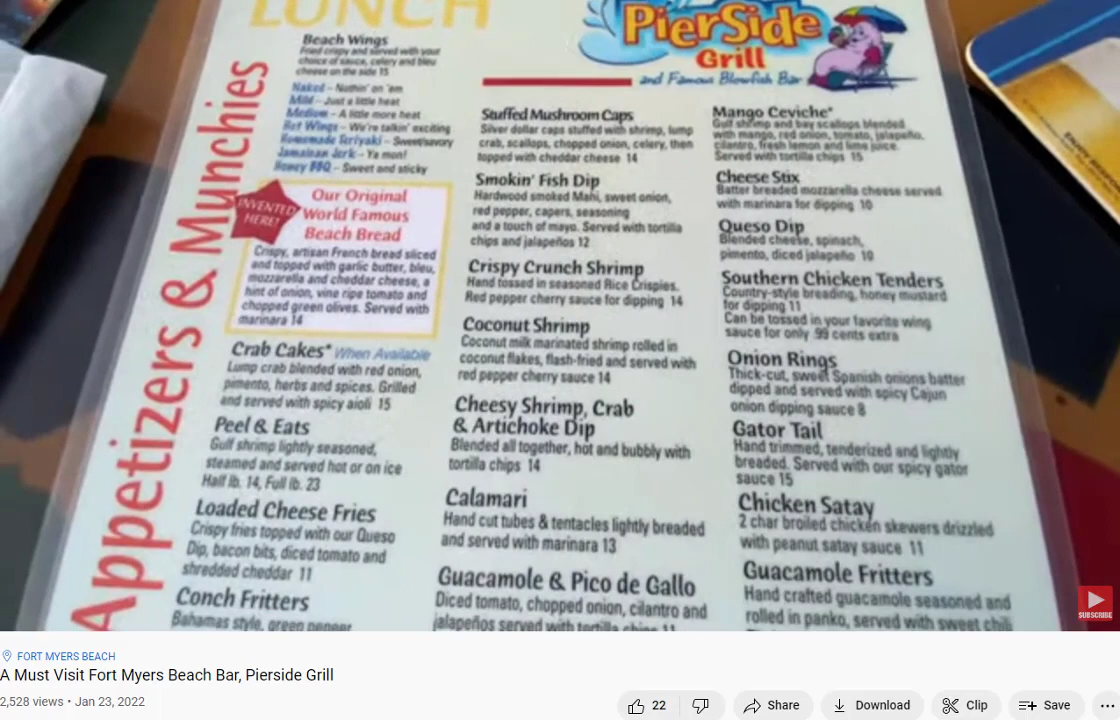 LUNCH
PierSide
Grill
and Famous Blowfish Bar
Appetizers & Munchies
Beach Wings
Fried crispy and served with your
choice of sauce, celery and bleu
cheese on the side 15
Naked - Nuthin' on 'em
Mild - Just a little heat
Medium - A little more heat
Hot Wings - We're talkin' exciting
Homemade Teriyaki - Sweet/savory
Jamaican Jerk - Ya mon!
Honey BBQ - Sweet and sticky
INVENTED
HERE!
Our Original
World Famous
Beach Bread
Crispy, artisan French bread sliced
and topped with garlic butter, bleu,
mozzarella and cheddar cheese, a
hint of onion, vine ripe tomato and
chopped green olives. Served with
marinara 14
Crab Cakes* When Available
Lump crab blended with red onion,
pimento, herbs and spices. Grilled
and served with spicy aioli 15
Peel & Eats
Gulf shrimp lightly seasoned,
steamed and served hot or on ice
Half lb. 14, Full lb. 23
Loaded Cheese Fries
Crispy fries topped with our Queso
Dip, bacon bits, diced tomato and
shredded cheddar 11
Conch Fritters
Bahamas style, green pepper
Stuffed Mushroom Caps
Silver dollar caps stuffed with shrimp, lump
crab, scallops, chopped onion, celery, then
topped with cheddar cheese 14
Smokin' Fish Dip
Hardwood smoked Mahi, sweet onion,
red pepper, capers, seasoning
and a touch of mayo. Served with tortilla
chips and jalapeños 12
Crispy Crunch Shrimp
Hand tossed in seasoned Rice Crispies.
Red pepper cherry sauce for dipping 14
Coconut Shrimp
Coconut milk marinated shrimp rolled in
coconut flakes, flash-fried and served with
red pepper cherry sauce 14
Cheesy Shrimp, Crab
& Artichoke Dip
Blended all together, hot and bubbly with
tortilla chips 14
Calamari
Hand cut tubes & tentacles lightly breaded
and served with marinara 13
Guacamole & Pico de Gallo
Diced tomato, chopped onion, cilantro and
jalapeños served with tortilla chips 11
Mango Ceviche*
Gulf shrimp and bay scallops blended
with mango, red onion, tomato, jalapeño,
cilantro, fresh lemon and lime juice.
Served with tortilla chips 15
Cheese Stix
Batter breaded mozzarella cheese served
with marinara for dipping 10
Queso Dip
Blended cheese, spinach,
pimento, diced jalapeño 10
Southern Chicken Tenders
Country-style breading, honey mustard
for dipping 11
Can be tossed in your favorite wing
sauce for only .99 cents extra
Onion Rings
Thick-cut, sweet Spanish onions batter
dipped and served with spicy Cajun
onion dipping sauce 8
Gator Tail
Hand trimmed, tenderized and lightly
breaded. Served with our spicy gator
sauce 15
Chicken Satay
2 char broiled chicken skewers drizzled
with peanut satay sauce 11
Guacamole Fritters
Hand crafted guacamole seasoned and
rolled in panko, served with sweet chili
SUBSCRIBE
FORT MYERS BEACH
A Must Visit Fort Myers Beach Bar, Pierside Grill
2,528 views • Jan 23, 2022
22
Share
Download
Clip
Save